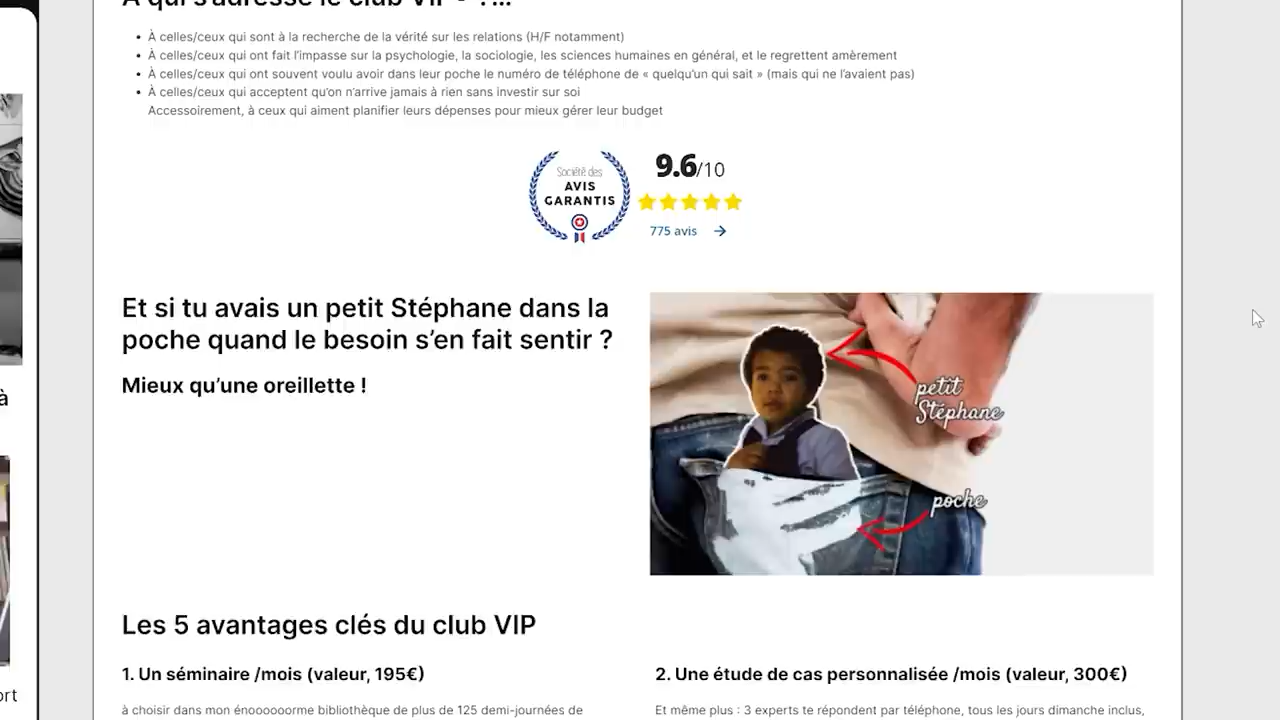 À celles/ceux qui sont à la recherche de la vérité sur les relations (H/F notamment)
À celles/ceux qui ont fait l'impasse sur la psychologie, la sociologie, les sciences humaines en général, et le regrettent amèrement
À celles/ceux qui ont souvent voulu avoir dans leur poche le numéro de téléphone de « quelqu'un qui sait » (mais qui ne l'avaient pas)
À celles/ceux qui acceptent qu'on n'arrive jamais à rien sans investir sur soi
Accessoirement, à ceux qui aiment planifier leurs dépenses pour mieux gérer leur budget
Société des
AVIS
GARANTIS
9.6/10
775 avis
Et si tu avais un petit Stéphane dans la
poche quand le besoin s'en fait sentir ?
Mieux qu'une oreillette !
petit
Stéphane
poche
à
ort
Les 5 avantages clés du club VIP
1. Un séminaire /mois (valeur, 195€)
à choisir dans mon énoooooorme bibliothèque de plus de 125 demi-journées de
2. Une étude de cas personnalisée /mois (valeur, 300€)
Et même plus : 3 experts te répondent par téléphone, tous les jours dimanche inclus,